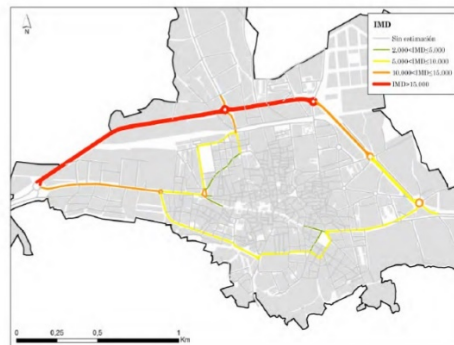 N
IMD
Sin estimación
2.000<IMD≤5.000
5.000<IMD≤10.000
10.000<IMD≤15.000
IMD>15.000
0 0,25 0,5 1
Km